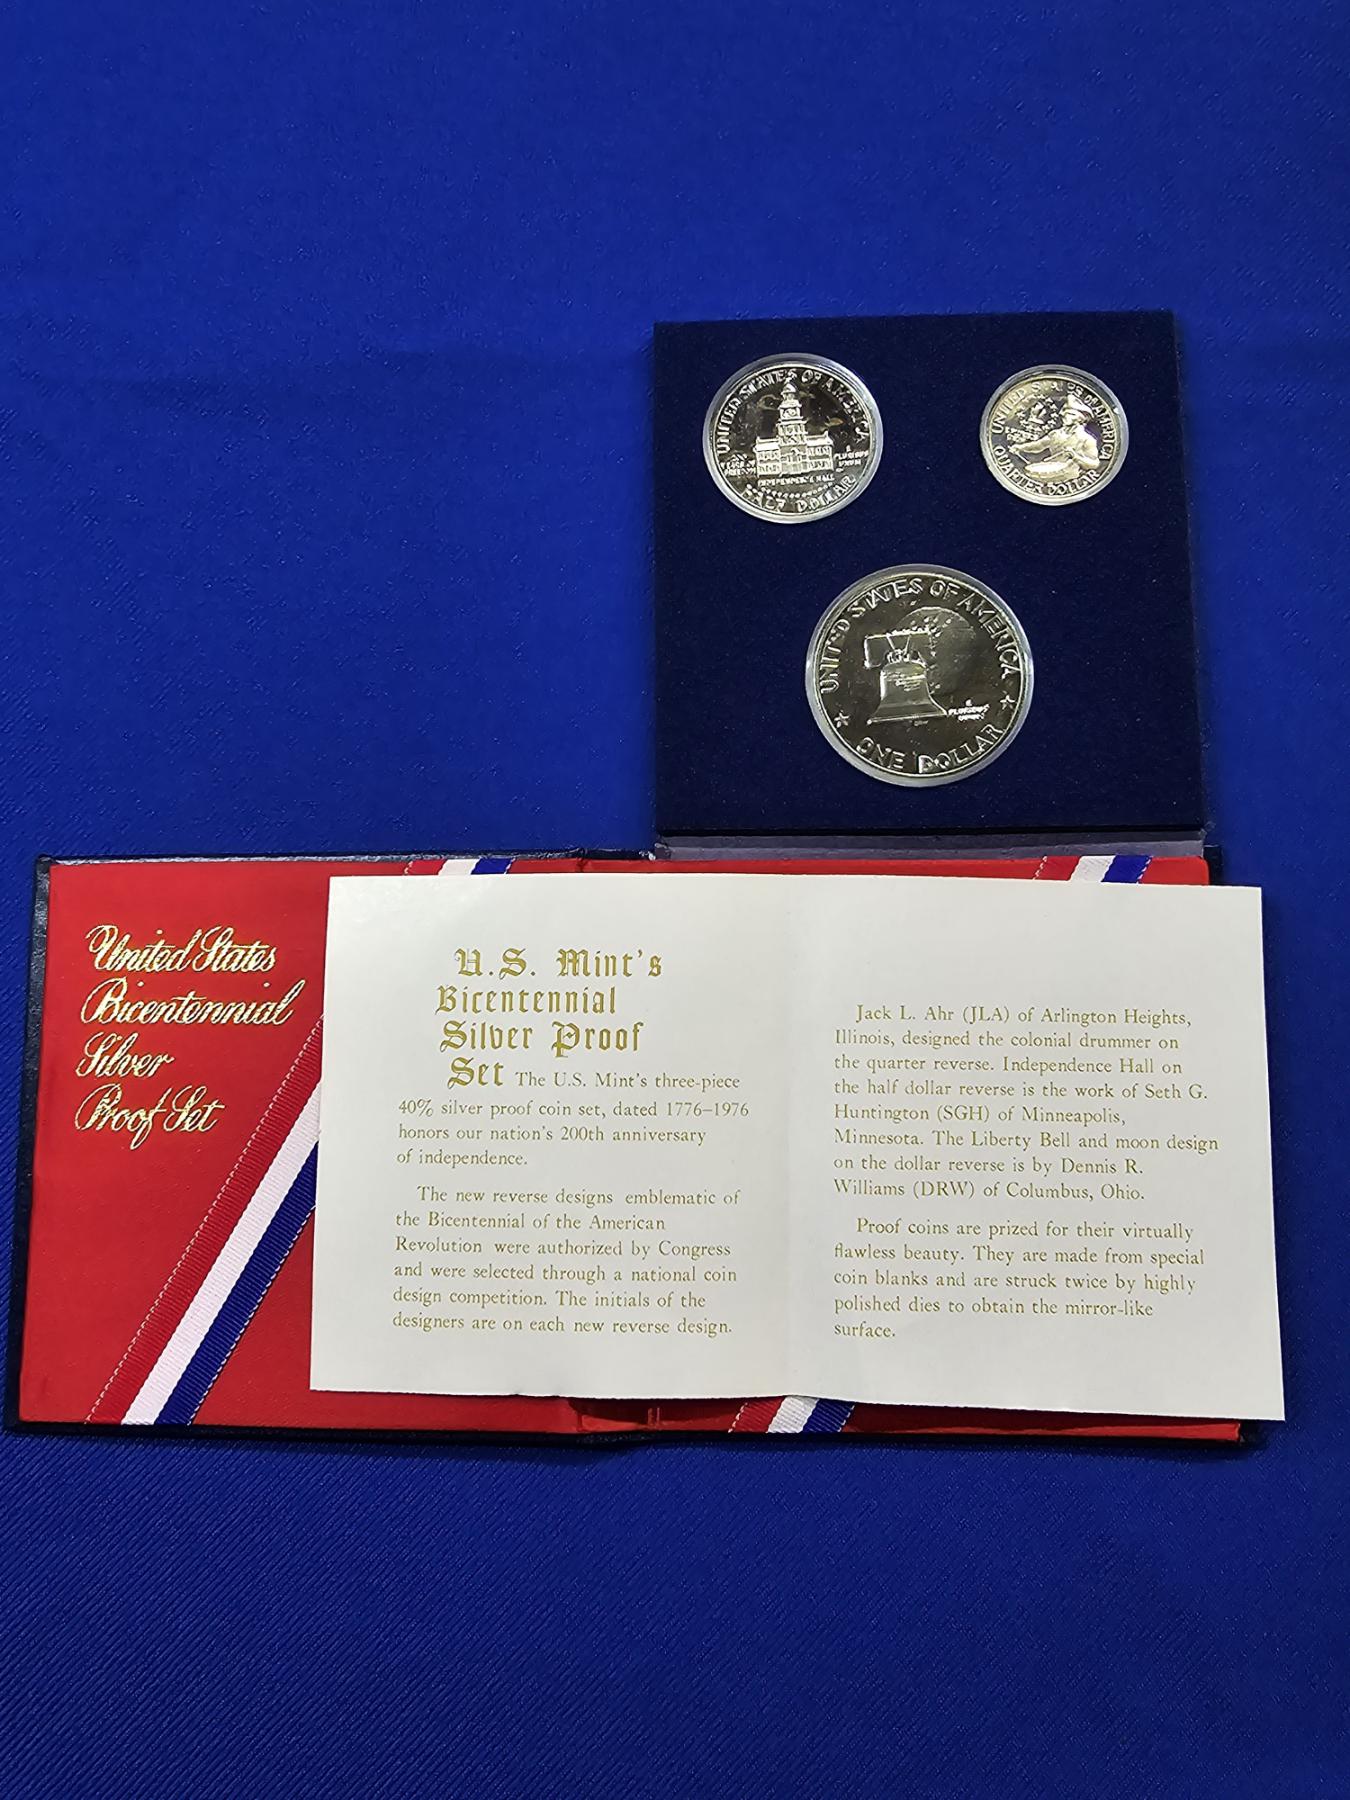 UNITED STATES OF AMERICA
E PLURIBUS UNUM
INDEPENDENCE HALL
HALF DOLLAR
UNITED STATES OF AMERICA
QUARTER DOLLAR
UNITED STATES OF AMERICA
E
PLURIBUS
UNUM
ONE DOLLAR
United States
Bicentennial
Silver
Proof Set
U.S. Mint's
Bicentennial
Silver Proof
Set The U.S. Mint's three-piece
40% silver proof coin set, dated 1776–1976
honors our nation's 200th anniversary
of independence.
The new reverse designs emblematic of
the Bicentennial of the American
Revolution were authorized by Congress
and were selected through a national coin
design competition. The initials of the
designers are on each new reverse design.
Jack L. Ahr (JLA) of Arlington Heights,
Illinois, designed the colonial drummer on
the quarter reverse. Independence Hall on
the half dollar reverse is the work of Seth G.
Huntington (SGH) of Minneapolis,
Minnesota. The Liberty Bell and moon design
on the dollar reverse is by Dennis R.
Williams (DRW) of Columbus, Ohio.
Proof coins are prized for their virtually
flawless beauty. They are made from special
coin blanks and are struck twice by highly
polished dies to obtain the mirror-like
surface.